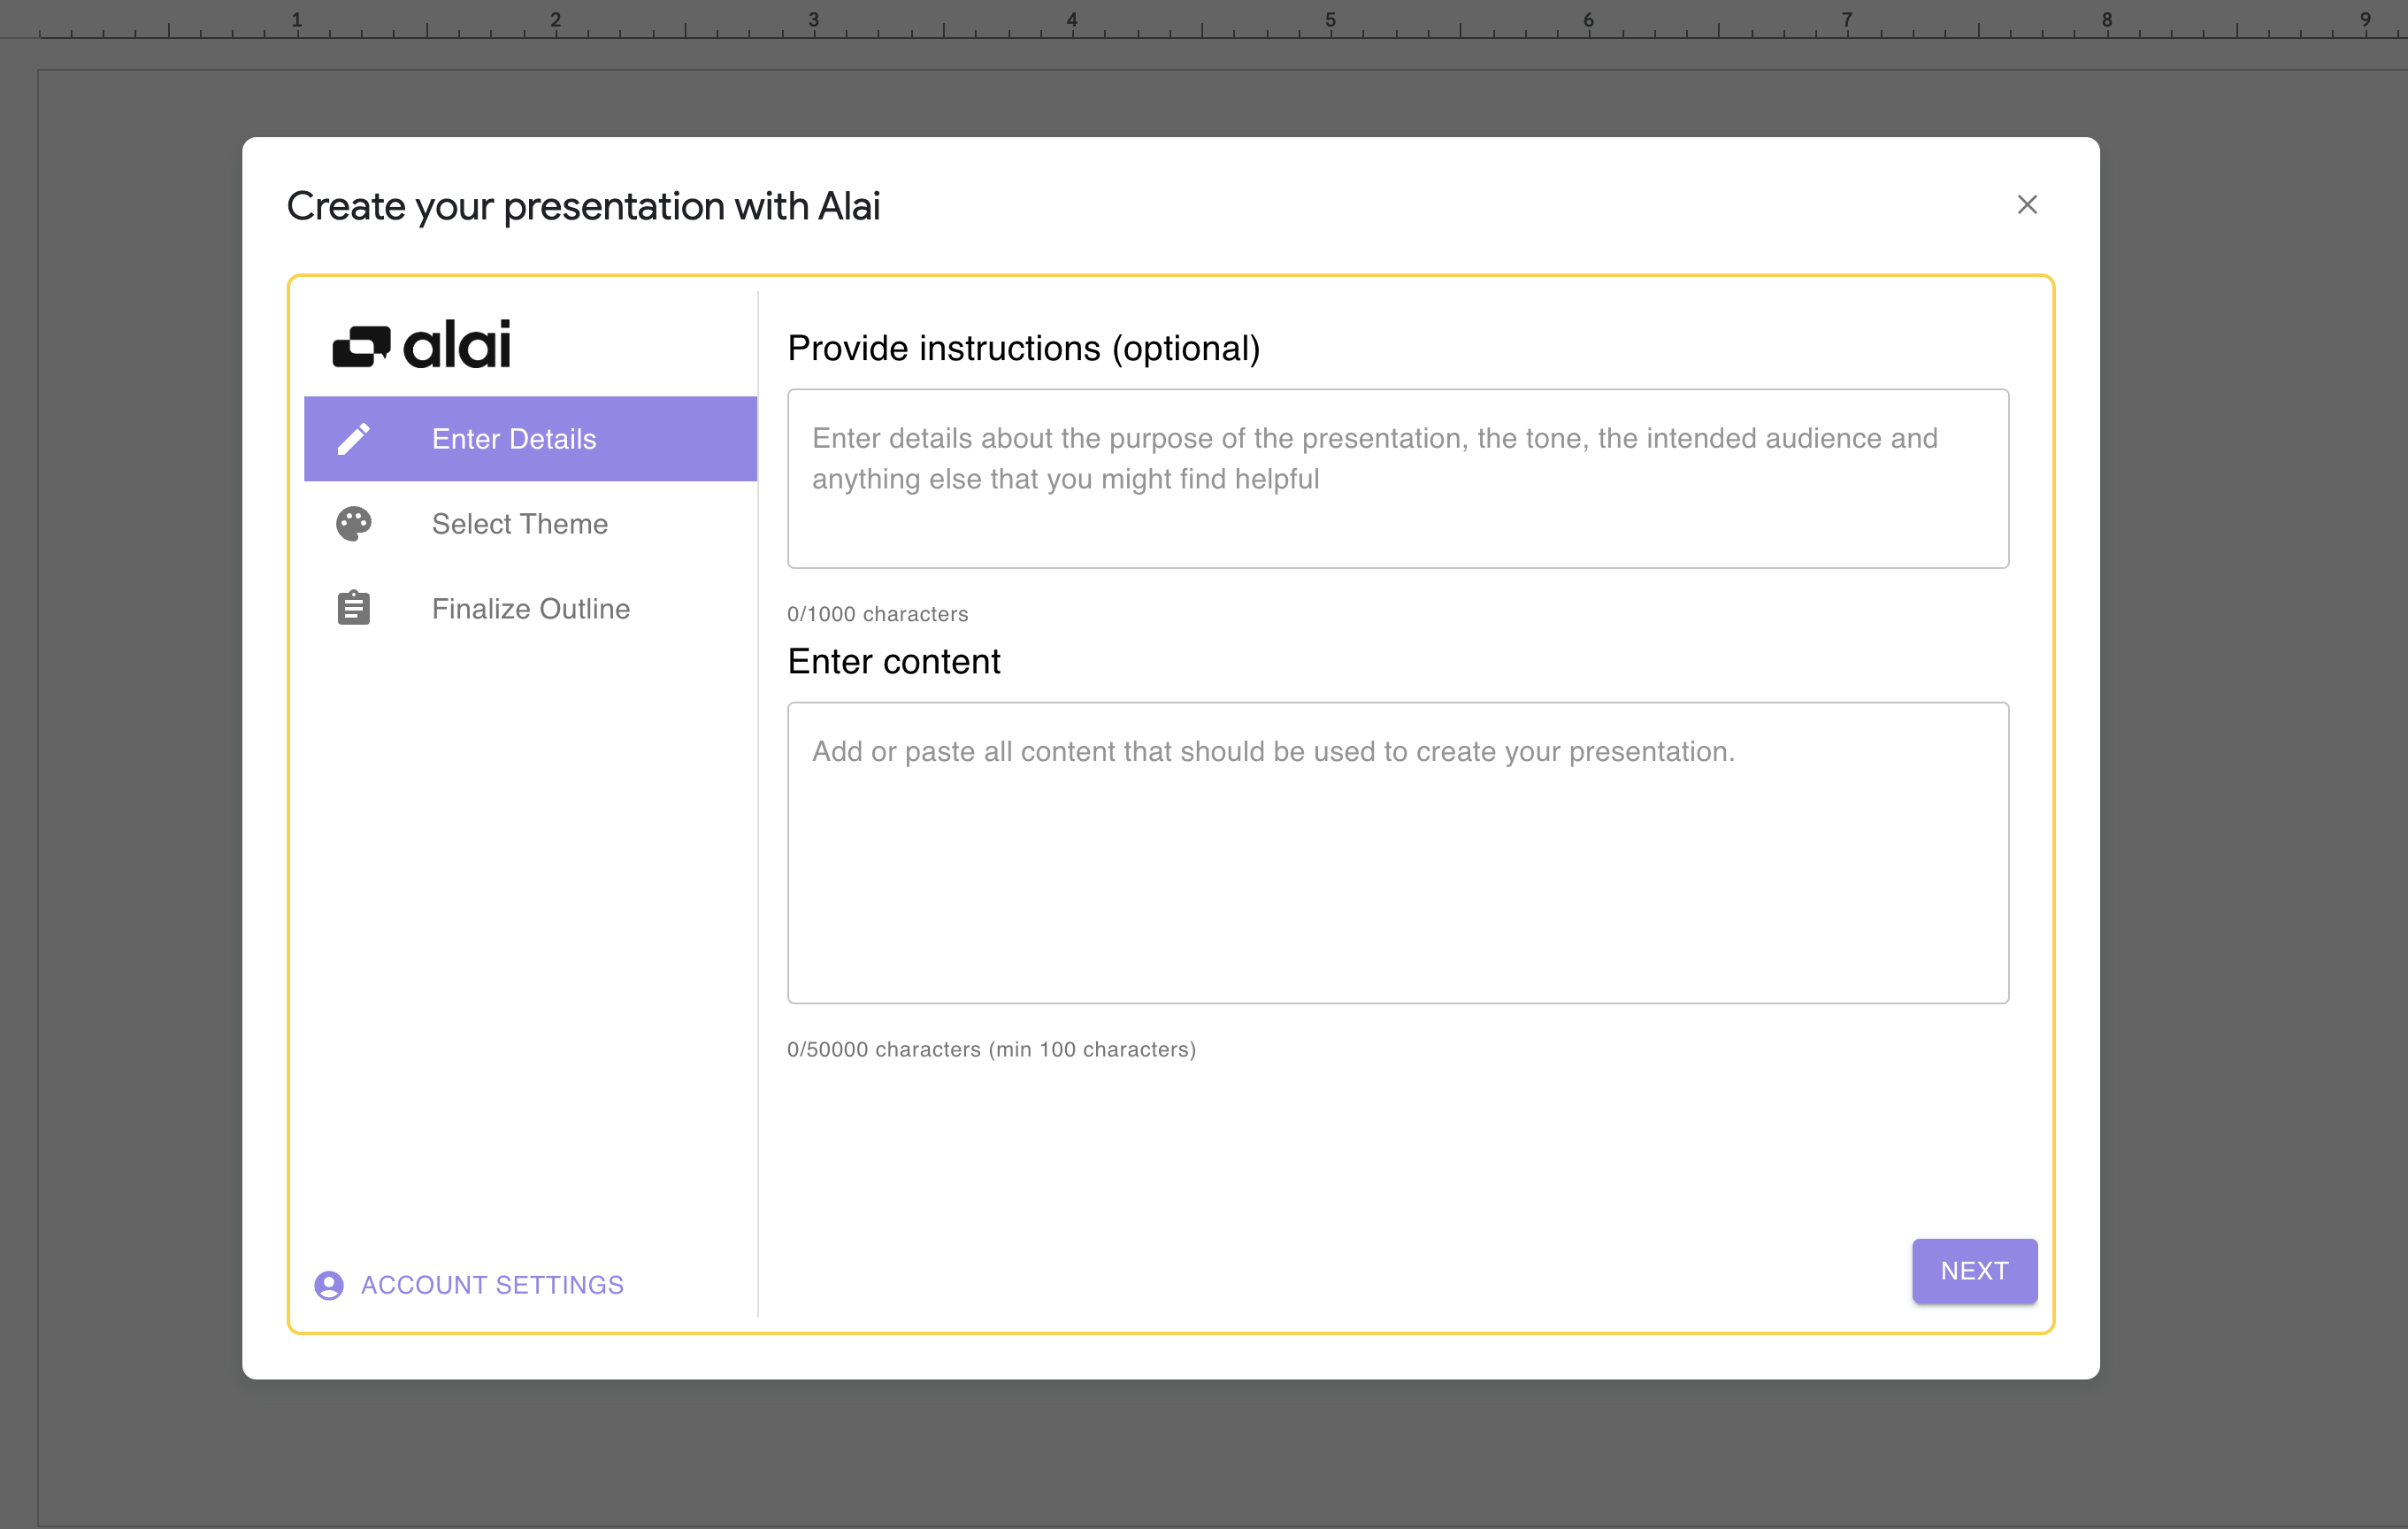 1 2 3 4 5 6 7 8 9
Create your presentation with Alai
alai
Enter Details
Select Theme
Finalize Outline
ACCOUNT SETTINGS
Provide instructions (optional)
Enter details about the purpose of the presentation, the tone, the intended audience and
anything else that you might find helpful
0/1000 characters
Enter content
Add or paste all content that should be used to create your presentation.
0/50000 characters (min 100 characters)
NEXT